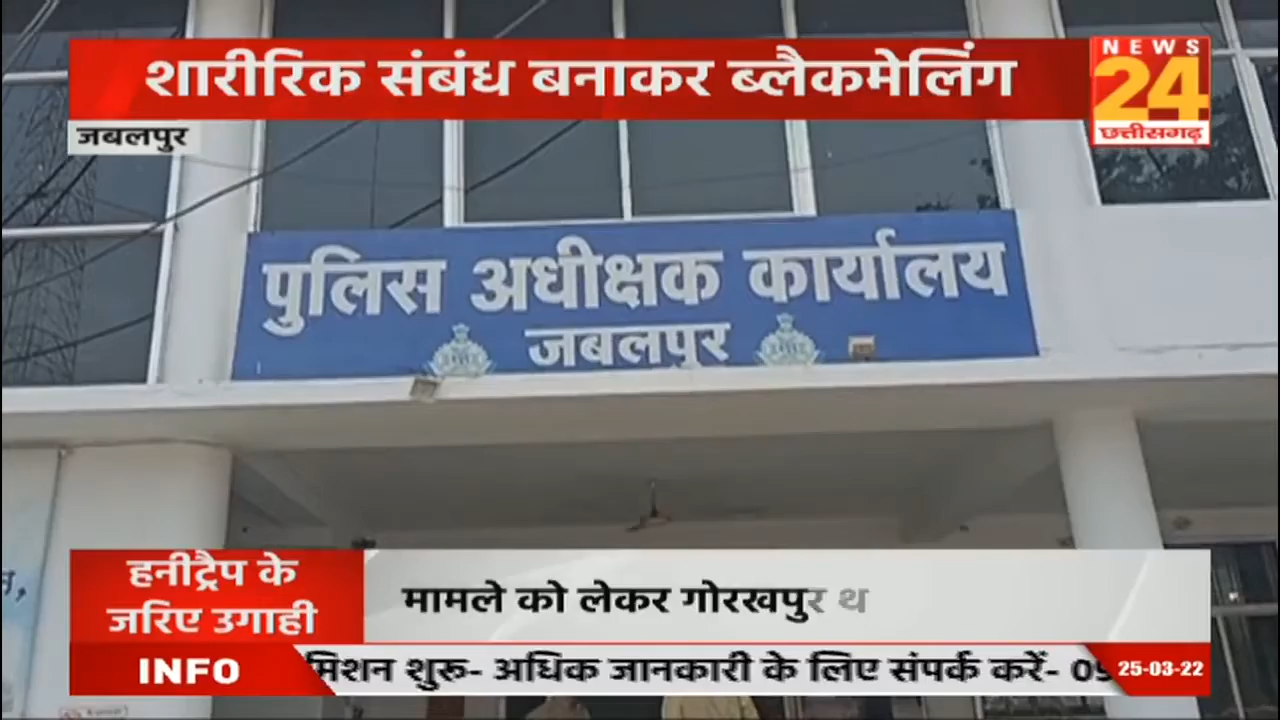 शारीरिक संबंध बनाकर ब्लैकमेलिंग
NEWS
24
छत्तीसगढ़
जबलपुर
पुलिस अधीक्षक कार्यालय
जबलपुर
हनीट्रैप के
जरिए उगाही
मामले को लेकर गोरखपुर थ
INFO
मिशन शुरू- अधिक जानकारी के लिए संपर्क करें- 09
25-03-22